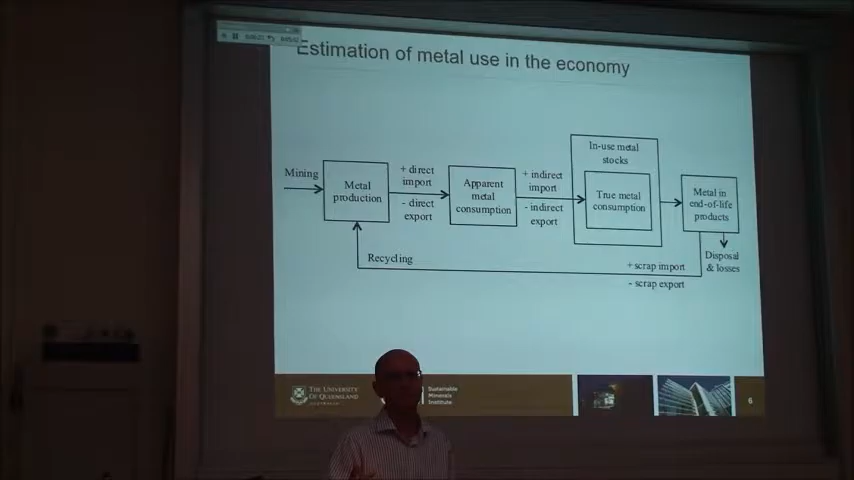 Estimation of metal use in the economy
Mining
Metal
production
+ direct
import
- direct
export
Apparent
metal
consumption
+ indirect
import
- indirect
export
In-use metal
stocks
True metal
consumption
Metal in
end-of-life
products
Disposal
& losses
Recycling
+ scrap import
- scrap export
THE UNIVERSITY
OF QUEENSLAND
AUSTRALIA
Sustainable
Minerals
Institute
6